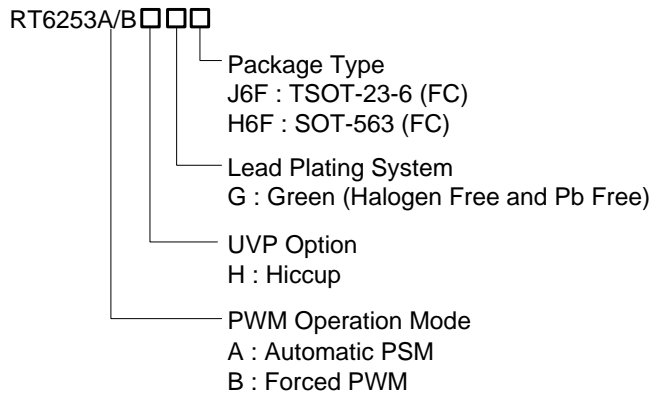 RT6253A/B
Package Type
J6F : TSOT-23-6 (FC)
H6F : SOT-563 (FC)
Lead Plating System
G : Green (Halogen Free and Pb Free)
UVP Option
H : Hiccup
PWM Operation Mode
A : Automatic PSM
B : Forced PWM